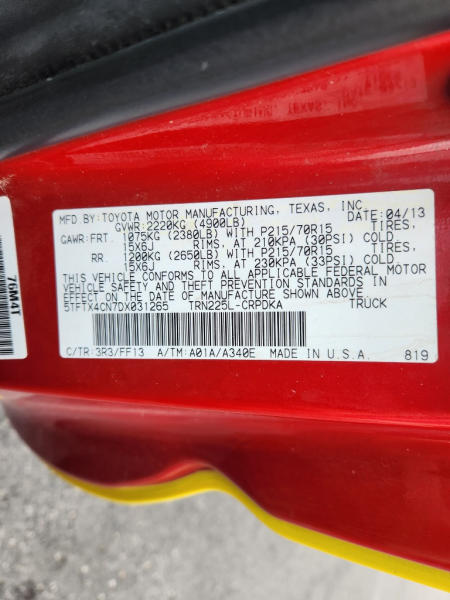 MFD.BY:TOYOTA MOTOR MANUFACTURING, TEXAS, INC.
GVWR:2220KG (4900LB) DATE:04/13
GAWR:FRT. 1075KG (2380LB) WITH P215/70R15 TIRES,
15X6J RIMS, AT 210KPA (30PSI) COLD
RR. 1200KG (2650LB) WITH P215/70R15 TIRES,
15X6J RIMS, AT 230KPA (33PSI) COLD
THIS VEHICLE CONFORMS TO ALL APPLICABLE FEDERAL MOTOR
VEHICLE SAFETY AND THEFT PREVENTION STANDARDS IN
EFFECT ON THE DATE OF MANUFACTURE SHOWN ABOVE.
5TFTX4CN7DX031265 TRN225L-CRPDKA TRUCK
C/TR:3R3/FF13 A/TM:A01A/A340E MADE IN U.S.A. 819
76M4T